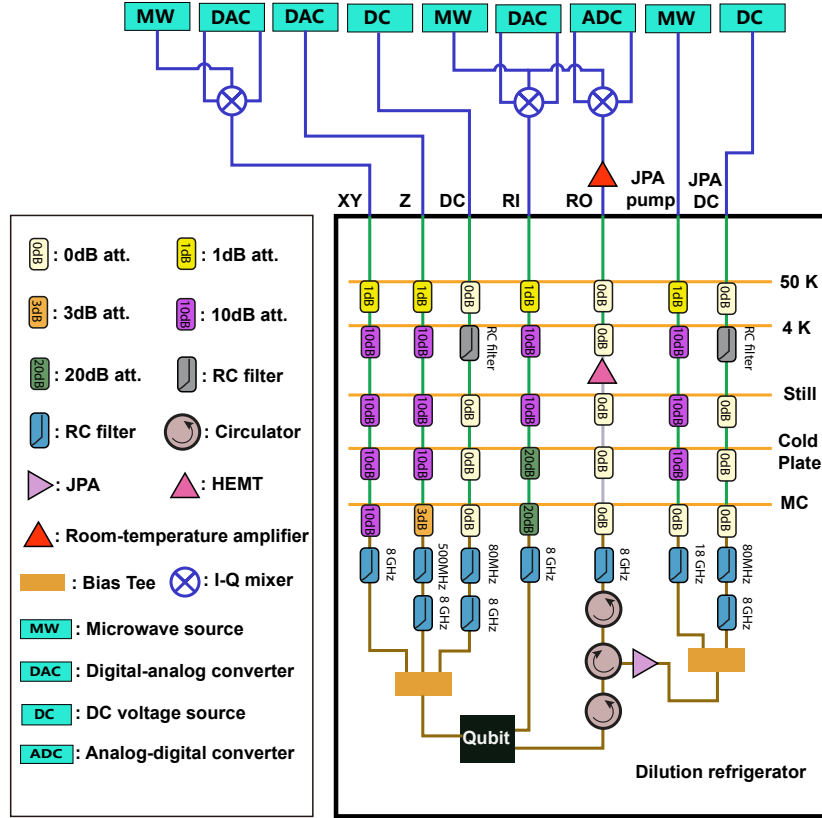 MW DAC DAC DC MW DAC ADC MW DC
XY Z DC RI RO JPA pump JPA DC
0dB : 0dB att. 1dB : 1dB att.
3dB : 3dB att. 10dB : 10dB att.
20dB : 20dB att. : RC filter
: RC filter : Circulator
: JPA : HEMT
: Room-temperature amplifier
: Bias Tee : I-Q mixer
MW : Microwave source
DAC : Digital-analog converter
DC : DC voltage source
ADC : Analog-digital converter
1dB 1dB 0dB 1dB 0dB 1dB 0dB 50 K
10dB 10dB RC filter 10dB 0dB 10dB RC filter 4 K
10dB 10dB 0dB 10dB 0dB 10dB 0dB Still
10dB 10dB 0dB 20dB 0dB 10dB 0dB Cold Plate
10dB 3dB 0dB 20dB 0dB 0dB 0dB MC
8 GHz 500MHz 80MHz 8 GHz 8 GHz 18 GHz 80MHz
8 GHz 8 GHz 8 GHz
Qubit
Dilution refrigerator